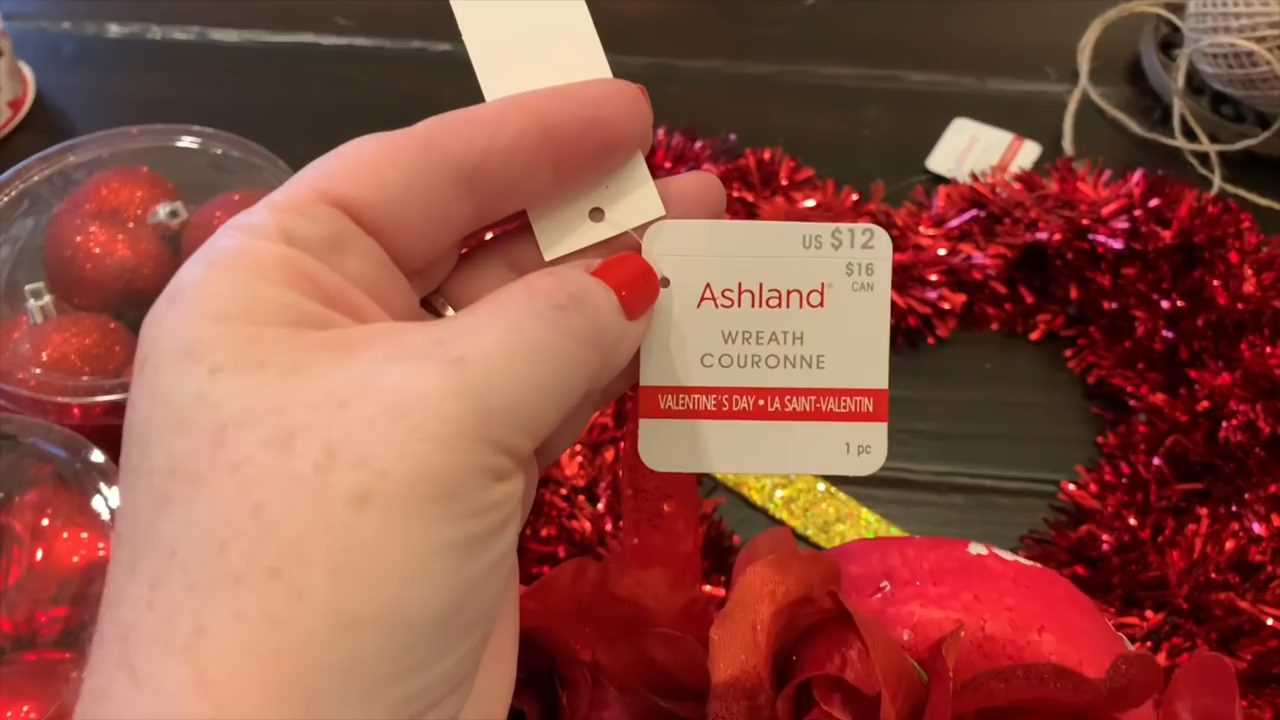 US $12
$16
CAN
Ashland®
WREATH
COURONNE
VALENTINE'S DAY • LA SAINT-VALENTIN
1 pc